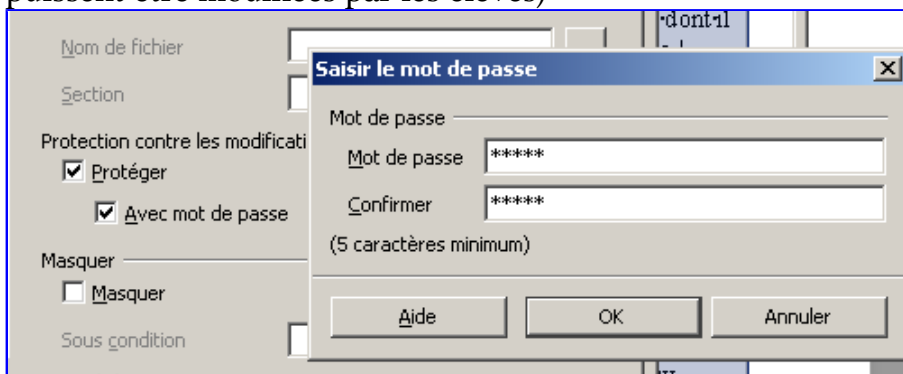 puissent être modifiées par les élèves)
dont il
Nom de fichier
Saisir le mot de passe
Section
Mot de passe
Protection contre les modificati
Mot de passe *****
Protéger
Confirmer *****
Avec mot de passe
(5 caractères minimum)
Masquer
Masquer
Aide OK Annuler
Sous condition